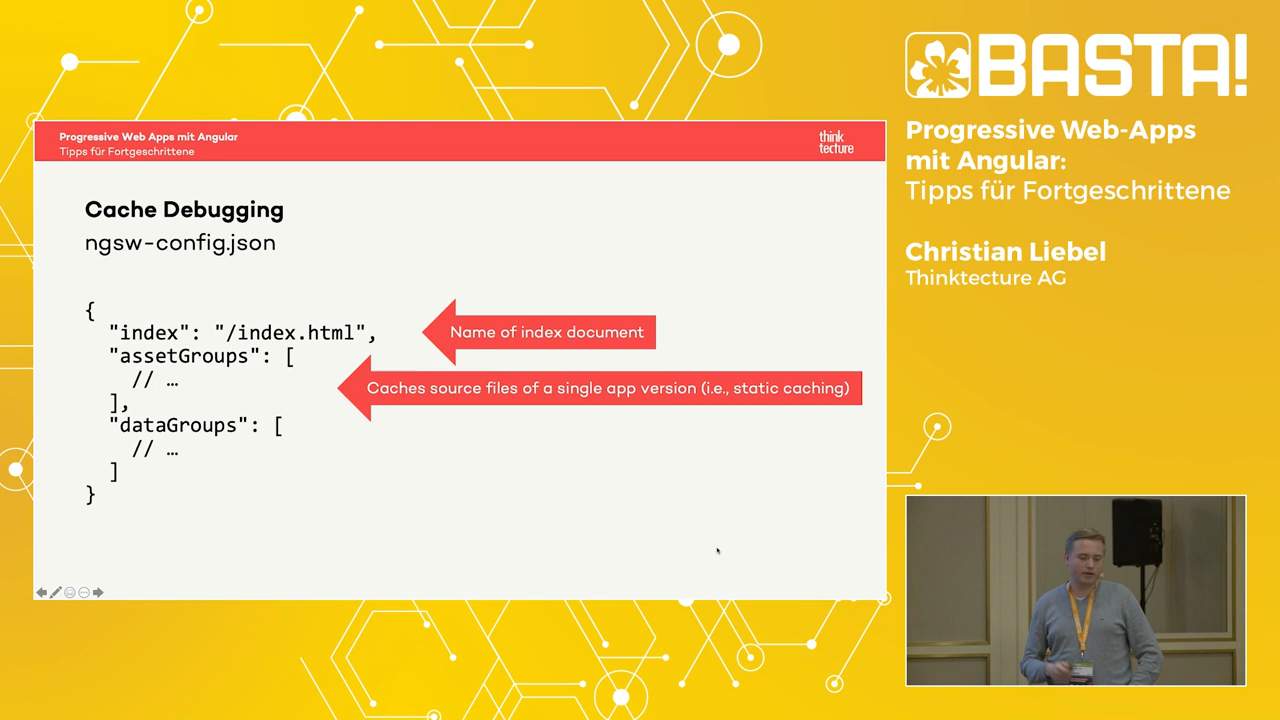 Progressive Web Apps mit Angular
Tipps für Fortgeschrittene
think
tecture
Cache Debugging
ngsw-config.json
{
"index": "/index.html",
Name of index document
"assetGroups": [
// …
Caches source files of a single app version (i.e., static caching)
],
"dataGroups": [
// …
]
}
BASTA!
Progressive Web-Apps
mit Angular:
Tipps für Fortgeschrittene
Christian Liebel
Thinktecture AG